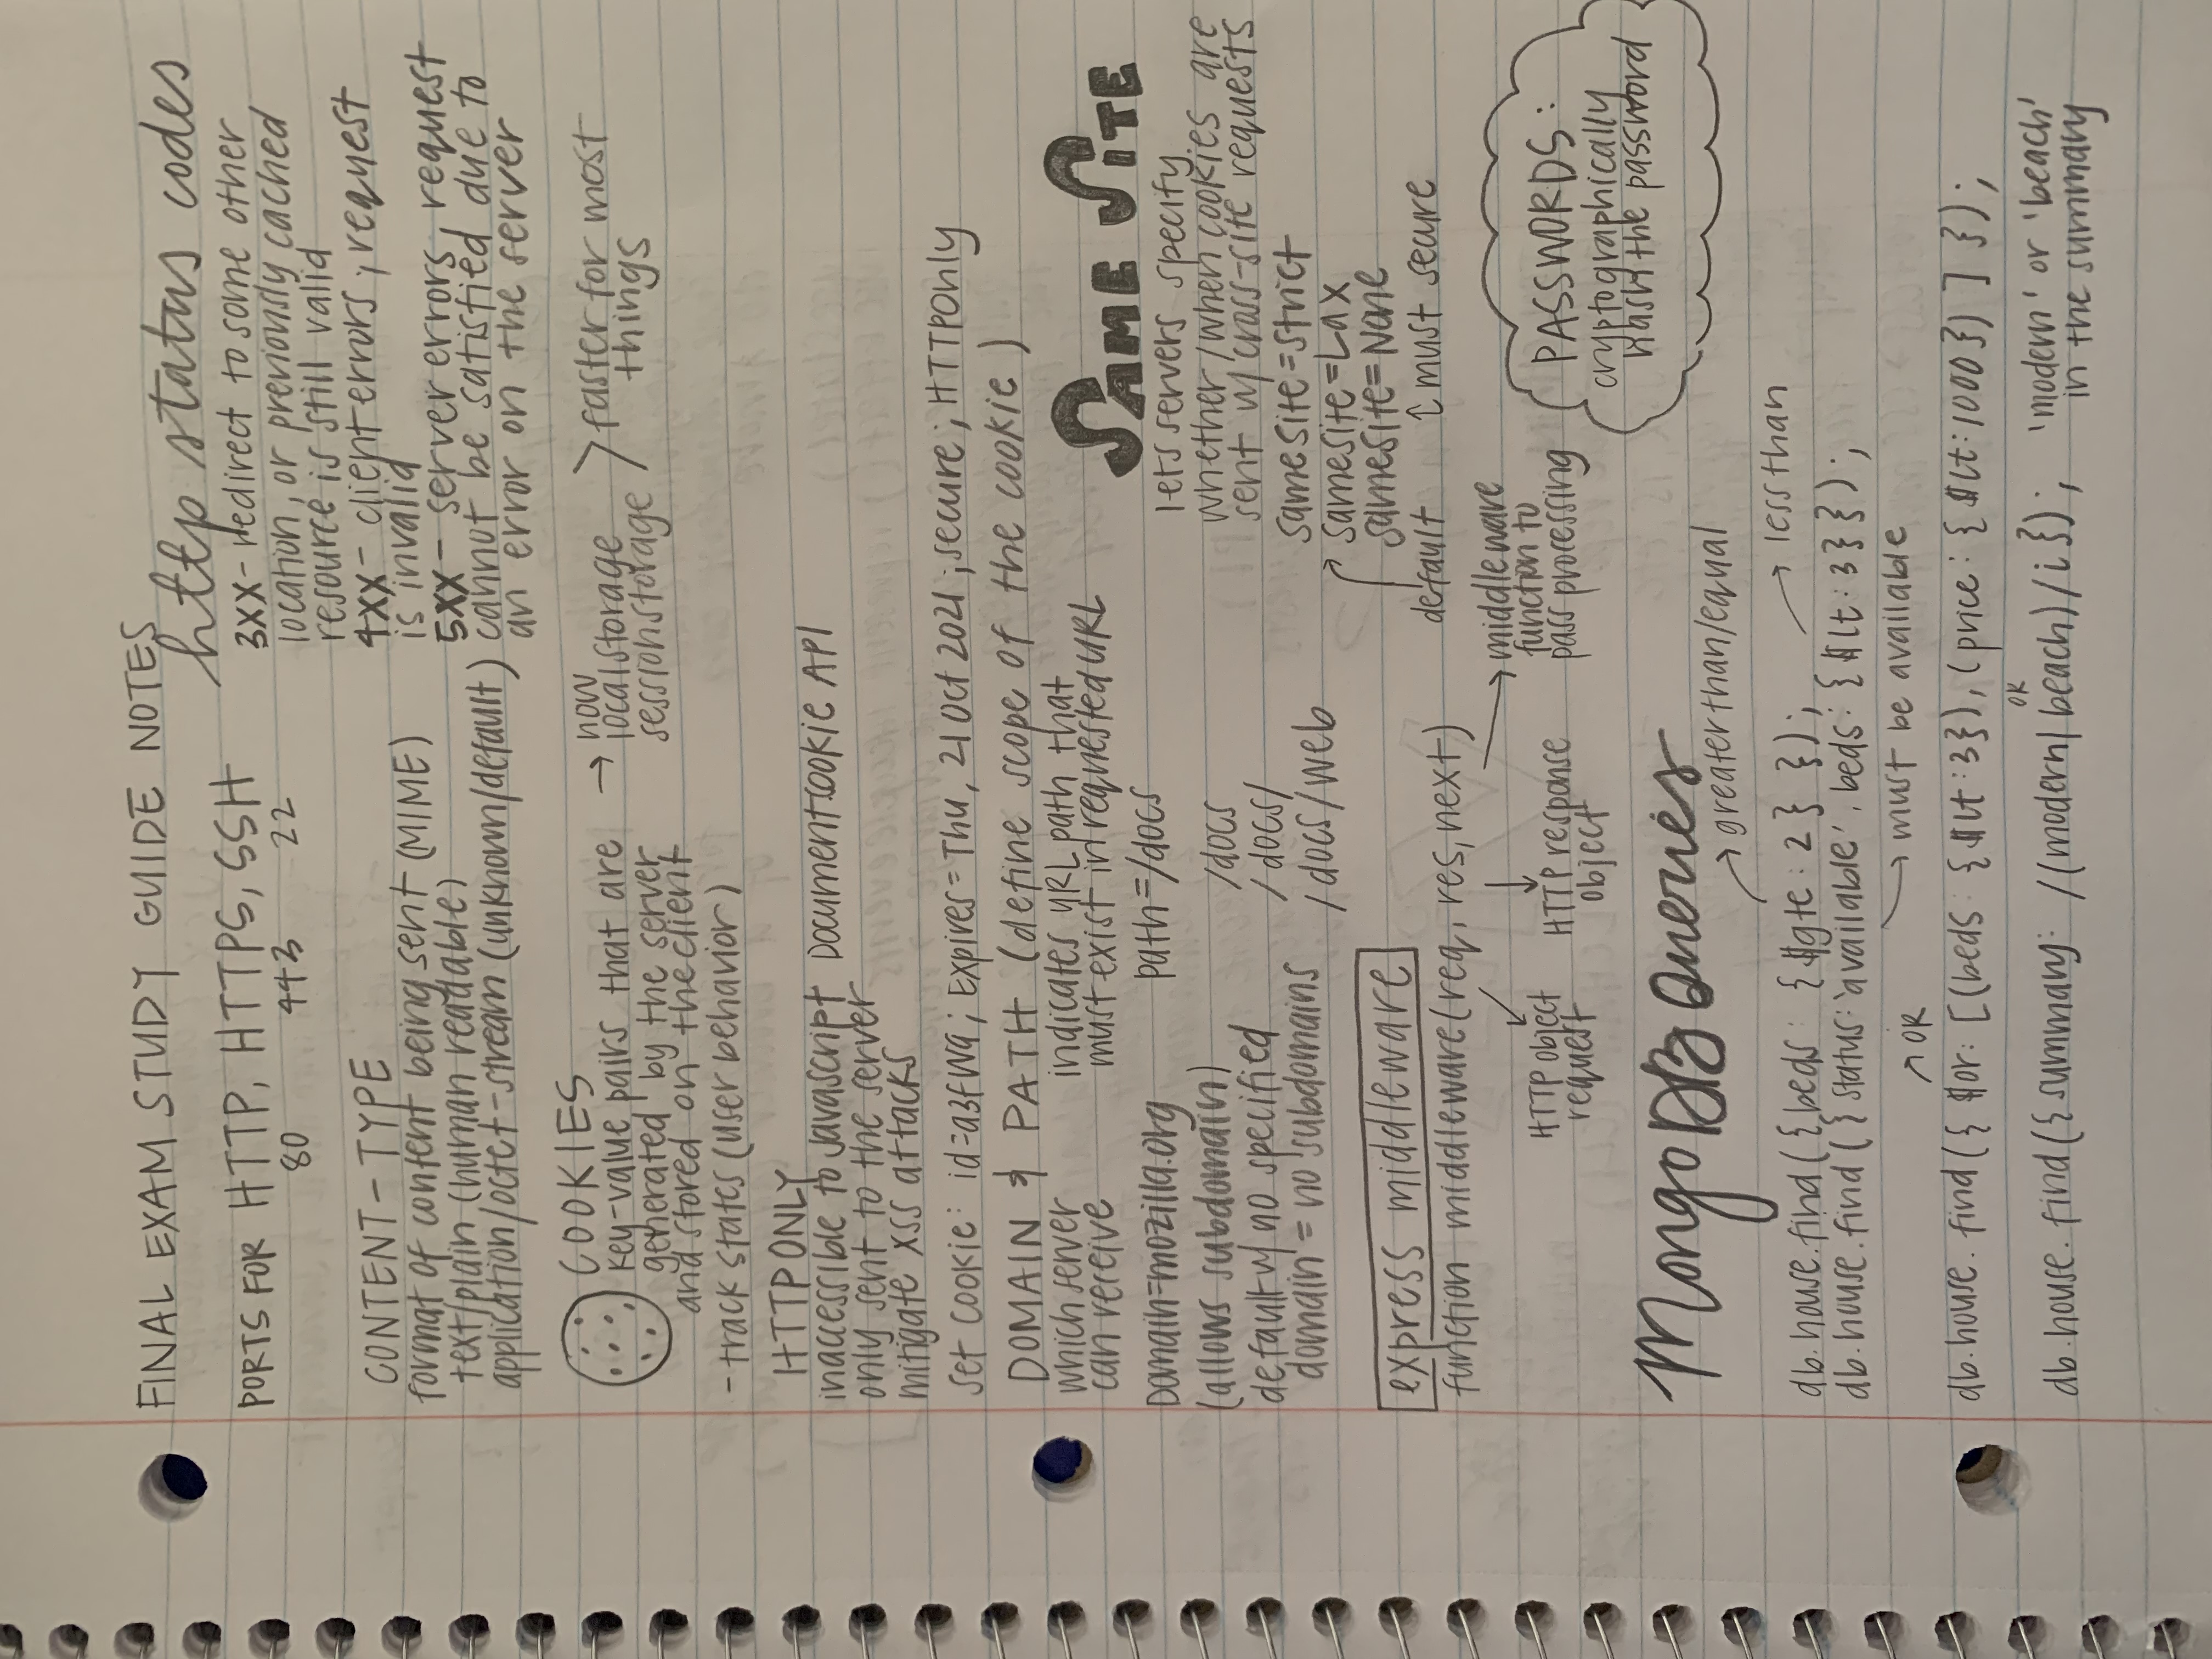 FINAL EXAM STUDY GUIDE NOTES
PORTS FOR HTTP, HTTPS, SSH
80 443 22
http status codes
3XX - redirect to some other
location, or previously cached
resource is still valid
4XX - client errors, request
is invalid
5XX - server errors, request
cannot be satisfied due to
an error on the server
CONTENT-TYPE
format of content being sent (MIME)
text/plain (human readable)
application/octet-stream (unknown/default)
COOKIES
key-value pairs that are
generated by the server
and stored on the client
- track states (user behavior)
→ now
localstorage
sessionstorage
> faster for most
things
HTTPONLY
inaccessible to Javascript Document.cookie API
only sent to the server
mitigate XSS attacks
set cookie: id=a3fWa; Expires=Thu, 21 Oct 2021; secure; HTTPOnly
DOMAIN & PATH (define scope of the cookie)
which server
can receive
Domain=mozilla.org
(allows subdomain)
default w/ no specified
domain = no subdomains
indicates URL path that
must exist in requested URL
path=/docs
/docs
/docs/
/docs/web
SAME SITE
lets servers specify
whether/when cookies are
sent w/ cross-site requests
samesite=strict
samesite=Lax
samesite=None
default ↑ must secure
express middleware
function middleware(req, res, next)
HTTP object
request
HTTP response
object
middleware
function to
pass processing
PASSWORDS:
cryptographically
hash the password
MongoDB Queries
→ greater than/equal
db.house.find({beds: {$gte: 2} });
→ less than
db.house.find({status: 'available', beds: {$lt: 3} });
→ must be available
↗ OR
db.house.find({ $or: [(beds: {$lt:3}), (price: {$lt:1000}) ] });
OR
db.house.find({summary: /(modern|beach)/i });
'modern' or 'beach'
in the summary